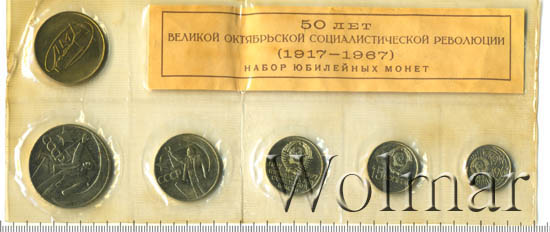 50 ЛЕТ
ВЕЛИКОЙ ОКТЯБРЬСКОЙ СОЦИАЛИСТИЧЕСКОЙ РЕВОЛЮЦИИ
(1917—1967)
НАБОР ЮБИЛЕЙНЫХ МОНЕТ
Wolmar